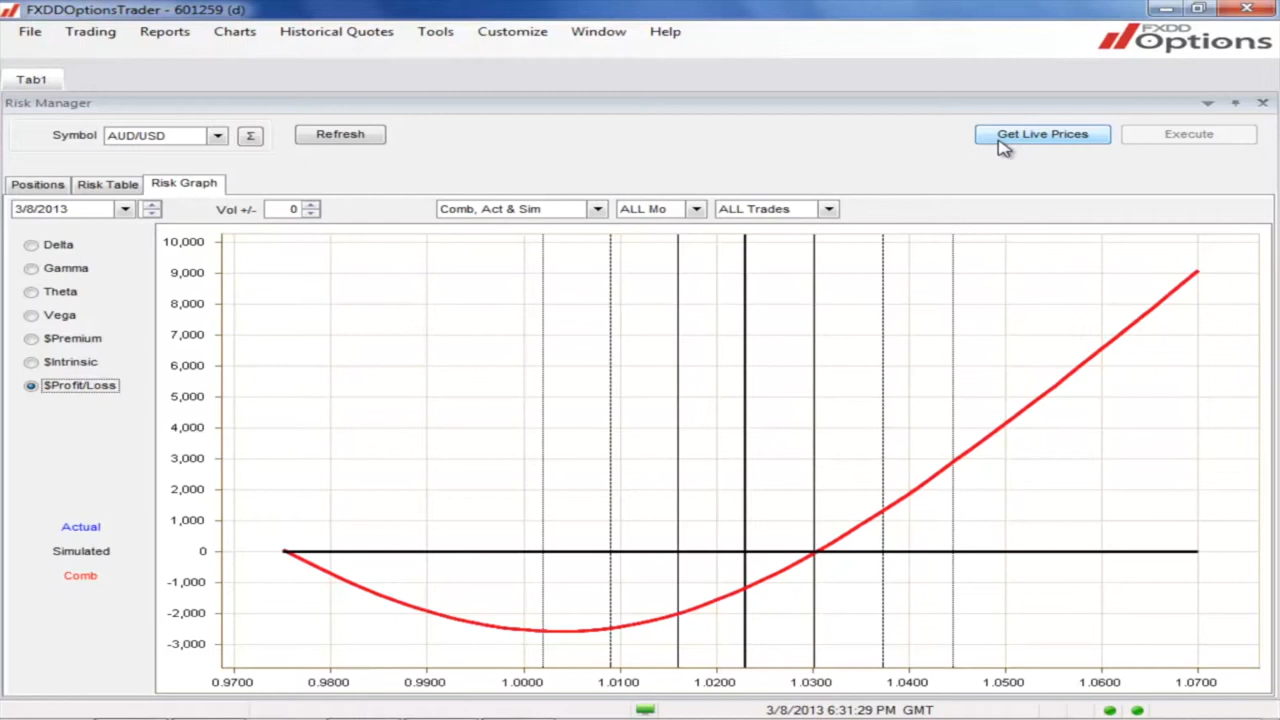 FXDDOptionsTrader - 601259 (d)
File Trading Reports Charts Historical Quotes Tools Customize Window Help
FXDD
Options
Tab1
Risk Manager
Symbol AUD/USD Σ Refresh Get Live Prices Execute
Positions Risk Table Risk Graph
3/8/2013 Vol +/- 0 Comb, Act & Sim ALL Mo ALL Trades
Delta
Gamma
Theta
Vega
$Premium
$Intrinsic
$Profit/Loss
Actual
Simulated
Comb
10,000
9,000
8,000
7,000
6,000
5,000
4,000
3,000
2,000
1,000
0
-1,000
-2,000
-3,000
0.9700 0.9800 0.9900 1.0000 1.0100 1.0200 1.0300 1.0400 1.0500 1.0600 1.0700
3/8/2013 6:31:29 PM GMT